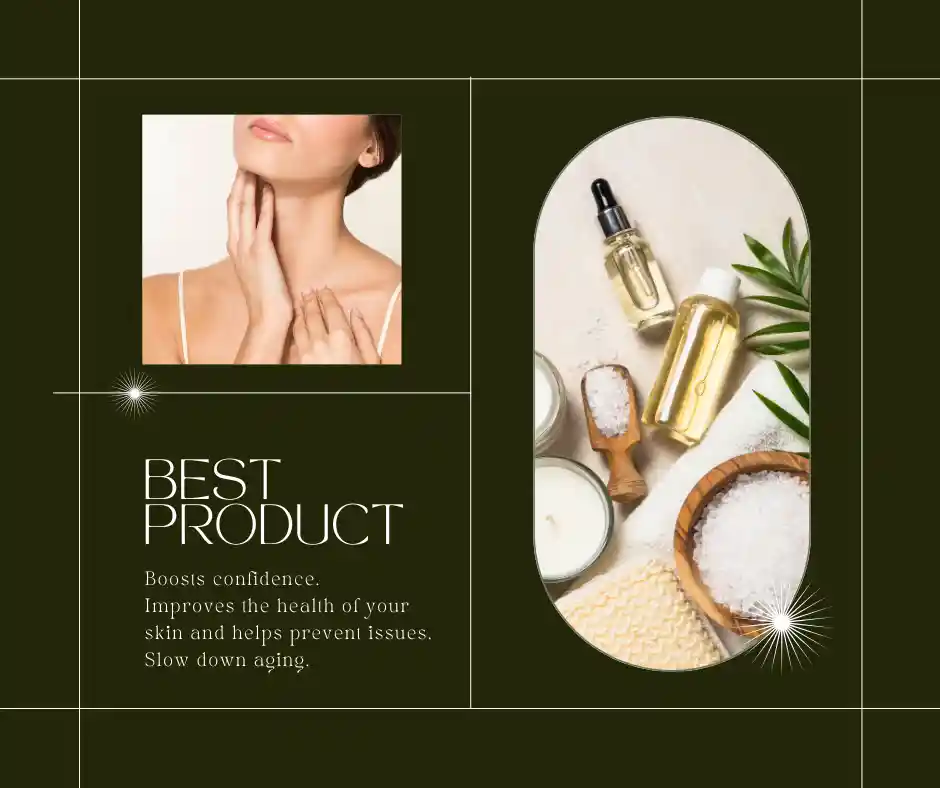 BEST
PRODUCT
Boosts confidence.
Improves the health of your
skin and helps prevent issues.
Slow down aging.